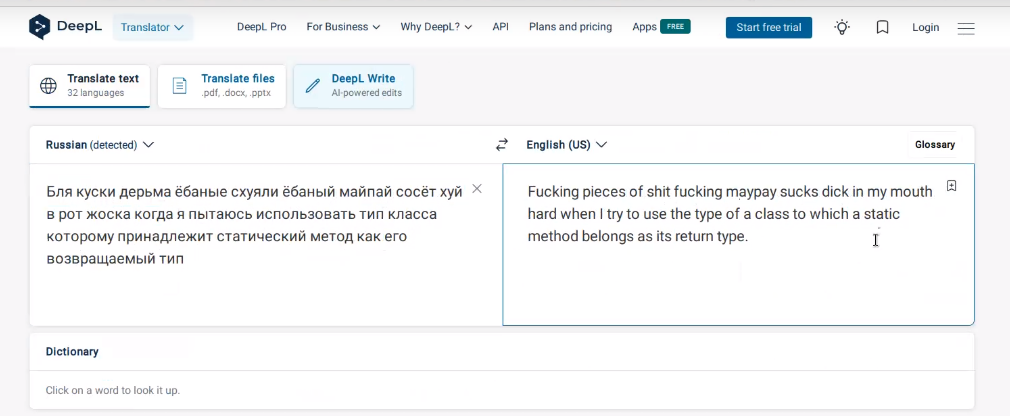 DeepL
Translator
DeepL Pro
For Business
Why DeepL?
API
Plans and pricing
Apps FREE
Start free trial
Login
Translate text
32 languages
Translate files
.pdf, .docx, .pptx
DeepL Write
AI-powered edits
Russian (detected)
English (US)
Glossary
Бля куски дерьма ёбаные схуяли ёбаный майпай сосёт хуй
в рот жоска когда я пытаюсь использовать тип класса
которому принадлежит статический метод как его
возвращаемый тип
Fucking pieces of shit fucking maypay sucks dick in my mouth
hard when I try to use the type of a class to which a static
method belongs as its return type.
Dictionary
Click on a word to look it up.